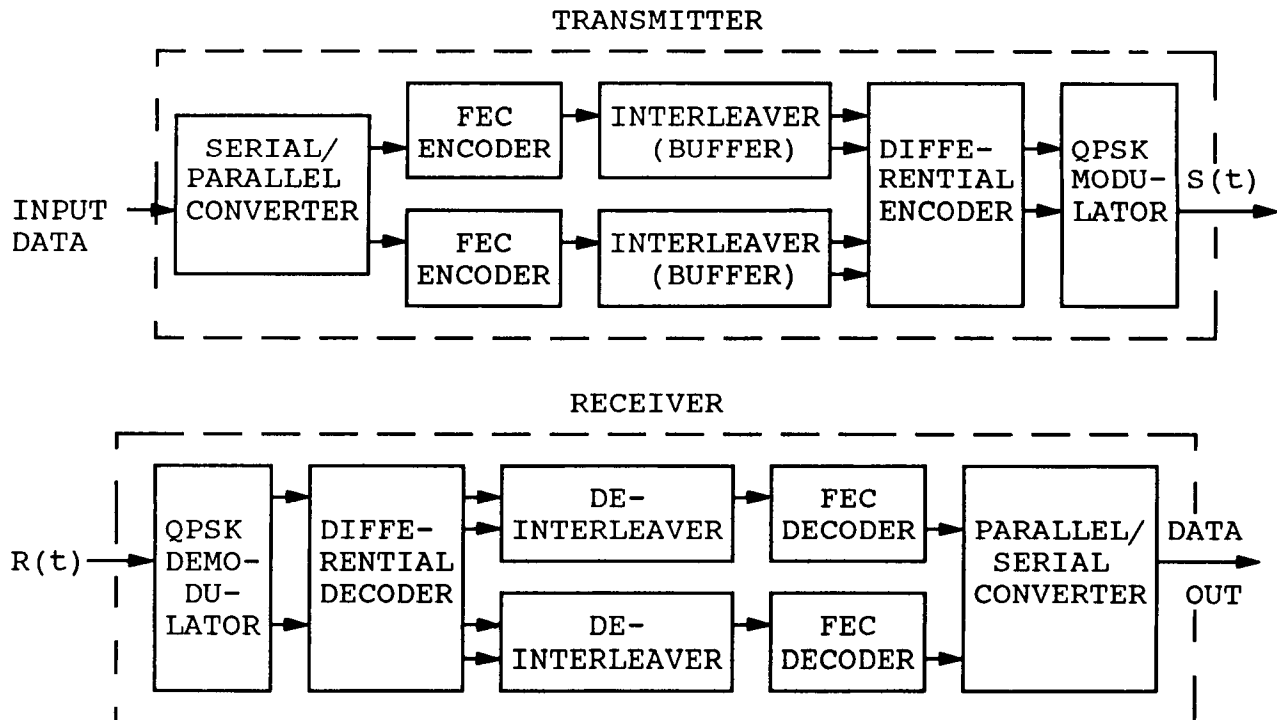 TRANSMITTER
INPUT
DATA
SERIAL/
PARALLEL
CONVERTER
FEC
ENCODER
FEC
ENCODER
INTERLEAVER
(BUFFER)
INTERLEAVER
(BUFFER)
DIFFE-
RENTIAL
ENCODER
QPSK
MODU-
LATOR
S(t)
RECEIVER
R(t)
QPSK
DEMO-
DU-
LATOR
DIFFE-
RENTIAL
DECODER
DE-
INTERLEAVER
DE-
INTERLEAVER
FEC
DECODER
FEC
DECODER
PARALLEL/
SERIAL
CONVERTER
DATA
OUT